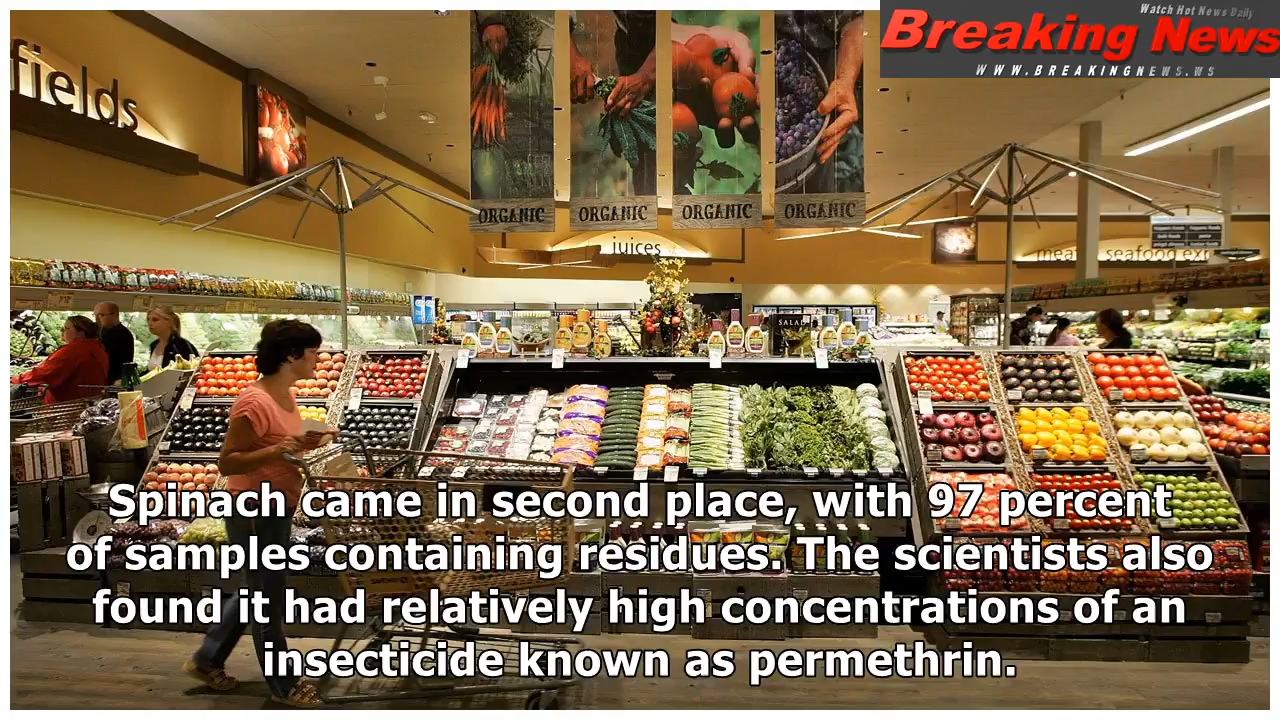 Watch Hot News Daily
Breaking News
WWW.BREAKINGNEWS.WS
fields
ORGANIC
ORGANIC
ORGANIC
ORGANIC
juices
SALAD
Spinach came in second place, with 97 percent
of samples containing residues. The scientists also
found it had relatively high concentrations of an
insecticide known as permethrin.